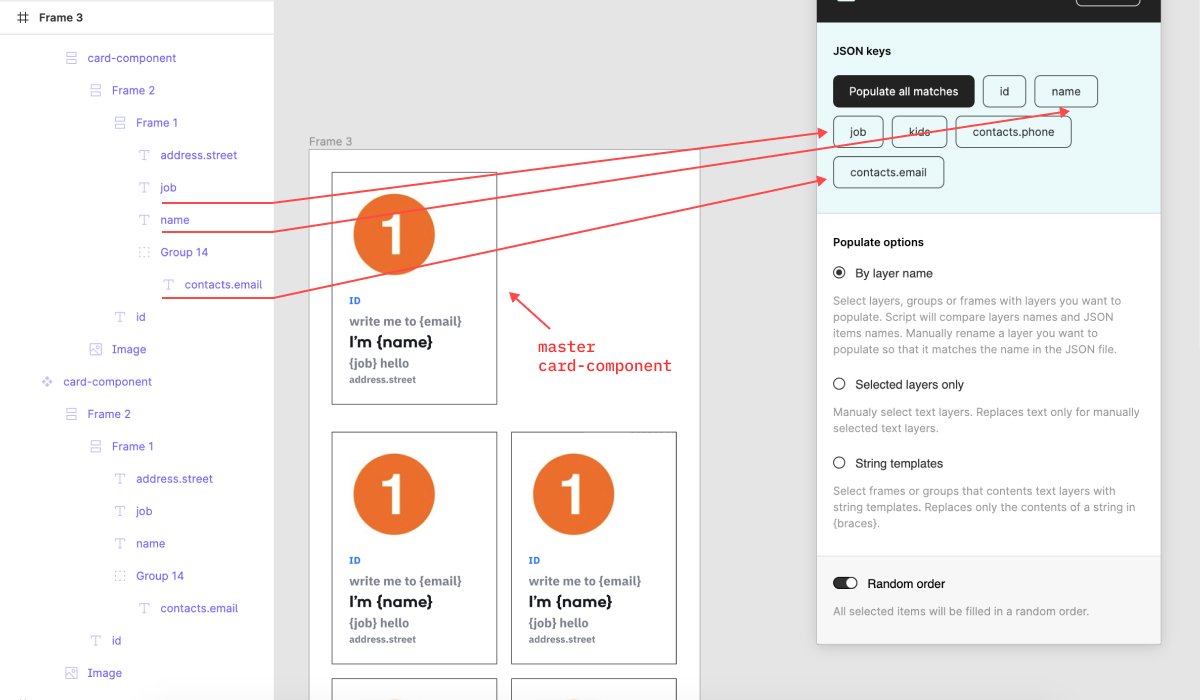 Frame 3
card-component
Frame 2
Frame 1
address.street
job
name
Group 14
contacts.email
id
Image
card-component
Frame 2
Frame 1
address.street
job
name
Group 14
contacts.email
id
Image
Frame 3
1
ID
write me to {email}
I'm {name}
{job} hello
address.street
master
card-component
1
ID
write me to {email}
I'm {name}
{job} hello
address.street
1
ID
write me to {email}
I'm {name}
{job} hello
address.street
JSON keys
Populate all matches
id
name
job
kids
contacts.phone
contacts.email
Populate options
By layer name
Select layers, groups or frames with layers you want to
populate. Script will compare layers names and JSON
items names. Manually rename a layer you want to
populate so that it matches the name in the JSON file.
Selected layers only
Manualy select text layers. Replaces text only for manually
selected text layers.
String templates
Select frames or groups that contents text layers with
string templates. Replaces only the contents of a string in
{braces}.
Random order
All selected items will be filled in a random order.